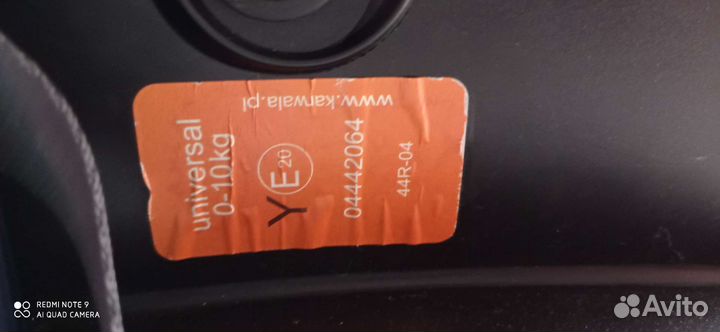 universal
0-10kg
Y E 20
04442064
44R-04
www.karwala.pl
REDMI NOTE 9
AI QUAD CAMERA
Avito